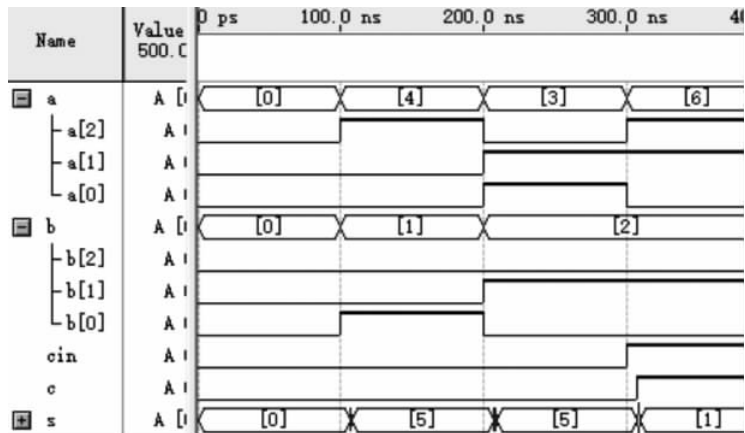 Name Value 500.0 0 ps 100.0 ns 200.0 ns 300.0 ns 40
a A [ [0] [4] [3] [6]
a[2] A
a[1] A
a[0] A
b A [ [0] [1] [2]
b[2] A
b[1] A
b[0] A
cin A
c A
s A [ [0] [5] [5] [1]